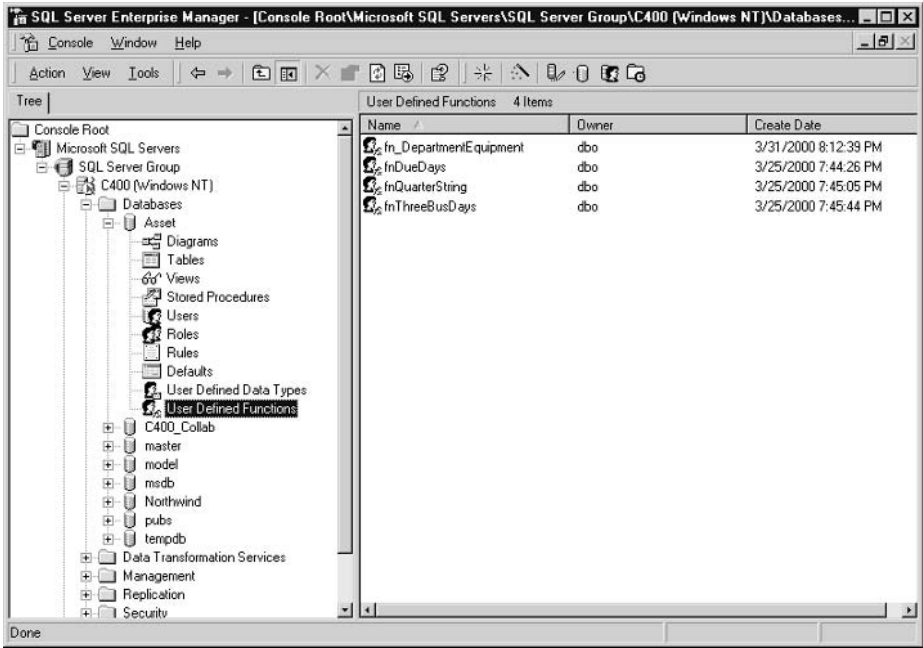 SQL Server Enterprise Manager - [Console Root\Microsoft SQL Servers\SQL Server Group\C400 (Windows NT)\Databases...
Console Window Help
Action View Tools
Tree
User Defined Functions 4 Items
Console Root
Microsoft SQL Servers
SQL Server Group
C400 (Windows NT)
Databases
Asset
Diagrams
Tables
Views
Stored Procedures
Users
Roles
Rules
Defaults
User Defined Data Types
User Defined Functions
C400_Collab
master
model
msdb
Northwind
pubs
tempdb
Data Transformation Services
Management
Replication
Security
Name Owner Create Date
fn_DepartmentEquipment dbo 3/31/2000 8:12:39 PM
fnDueDays dbo 3/25/2000 7:44:26 PM
fnQuarterString dbo 3/25/2000 7:45:05 PM
fnThreeBusDays dbo 3/25/2000 7:45:44 PM
Done